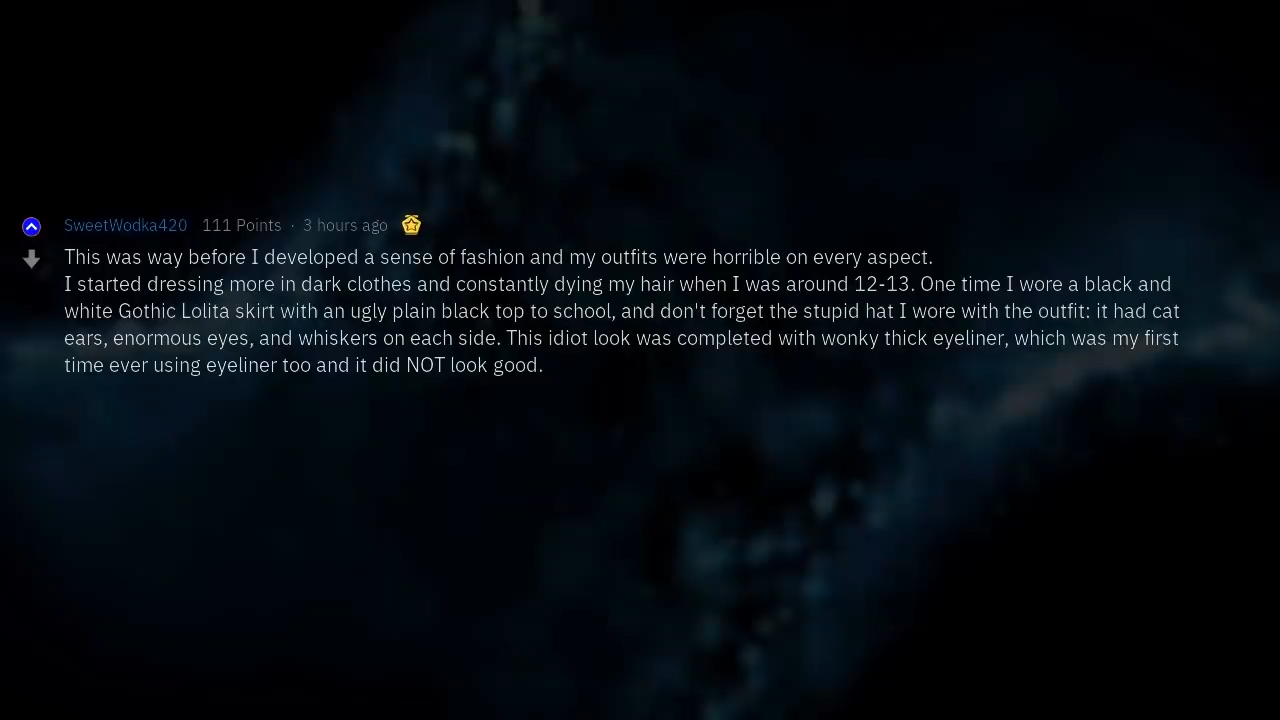 SweetWodka420 111 Points · 3 hours ago
This was way before I developed a sense of fashion and my outfits were horrible on every aspect.
I started dressing more in dark clothes and constantly dying my hair when I was around 12-13. One time I wore a black and
white Gothic Lolita skirt with an ugly plain black top to school, and don't forget the stupid hat I wore with the outfit: it had cat
ears, enormous eyes, and whiskers on each side. This idiot look was completed with wonky thick eyeliner, which was my first
time ever using eyeliner too and it did NOT look good.